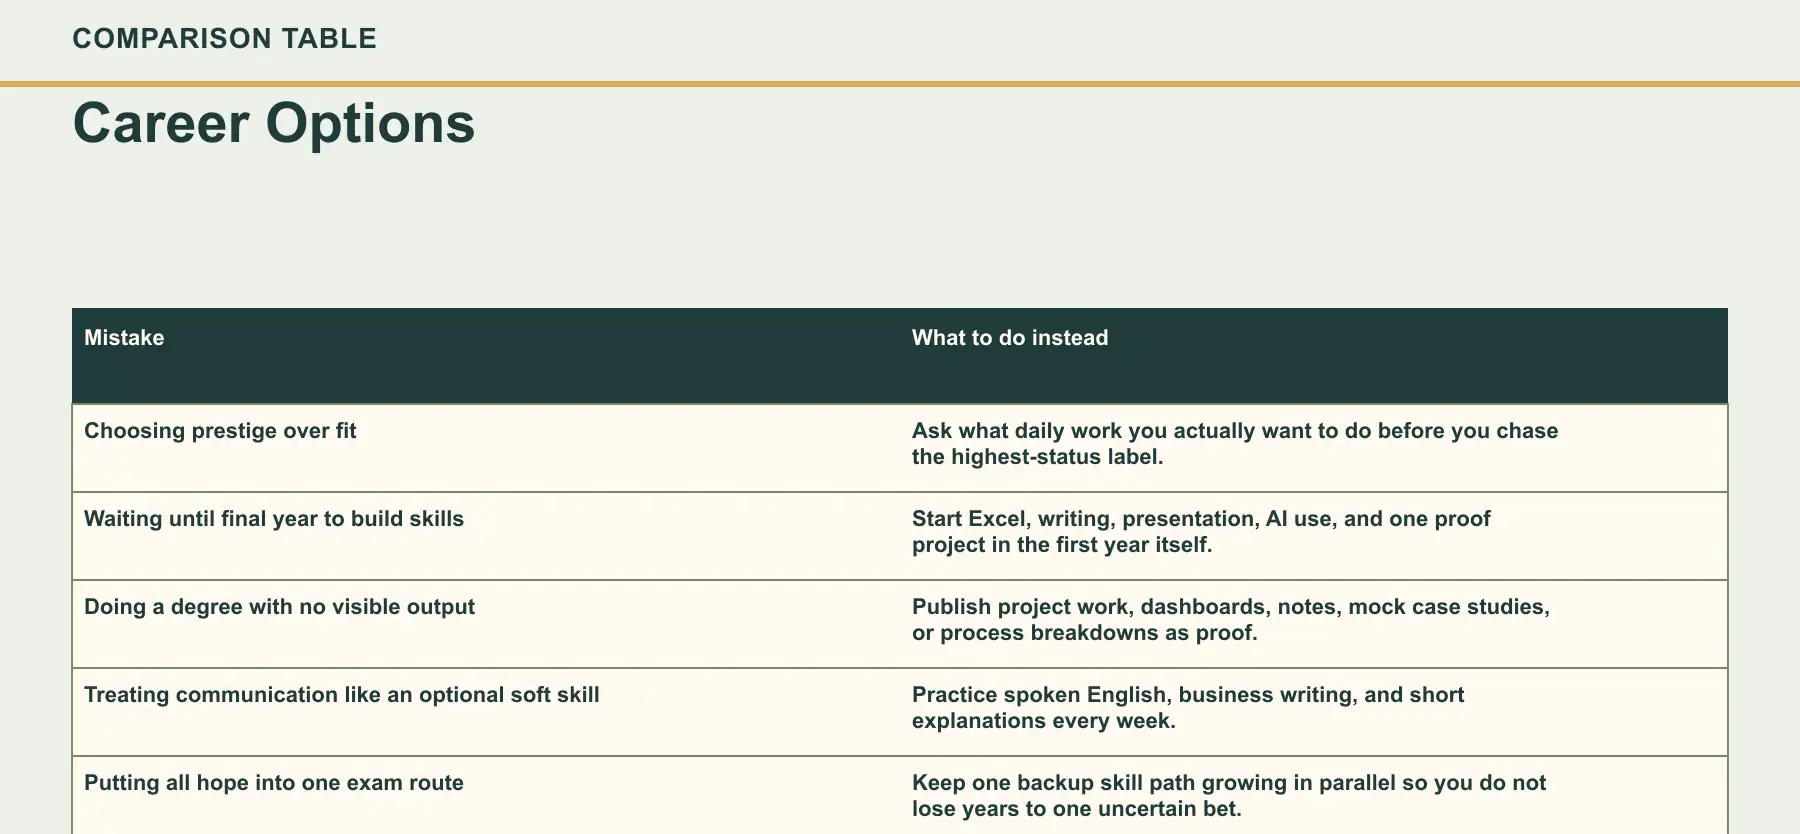 COMPARISON TABLE
Career Options
Mistake
What to do instead
Choosing prestige over fit
Ask what daily work you actually want to do before you chase
the highest-status label.
Waiting until final year to build skills
Start Excel, writing, presentation, AI use, and one proof
project in the first year itself.
Doing a degree with no visible output
Publish project work, dashboards, notes, mock case studies,
or process breakdowns as proof.
Treating communication like an optional soft skill
Practice spoken English, business writing, and short
explanations every week.
Putting all hope into one exam route
Keep one backup skill path growing in parallel so you do not
lose years to one uncertain bet.